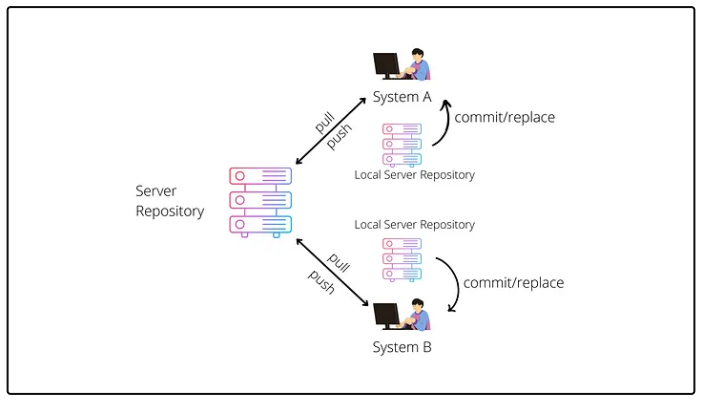 System A
pull
push
commit/replace
Local Server Repository
Server
Repository
Local Server Repository
pull
push
commit/replace
System B